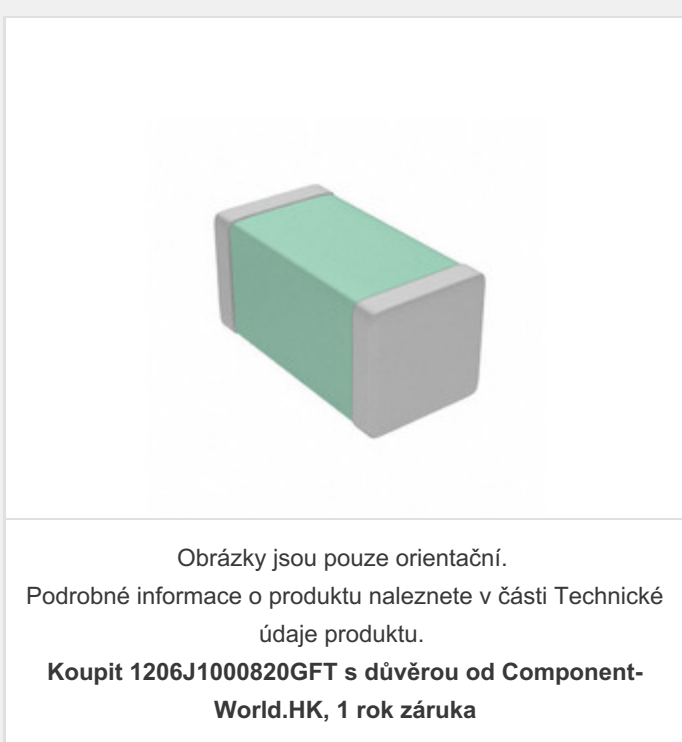 Obrázky jsou pouze orientační.
Podrobné informace o produktu naleznete v části Technické
údaje produktu.
Koupit 1206J1000820GFT s důvěrou od Component-
World.HK, 1 rok záruka